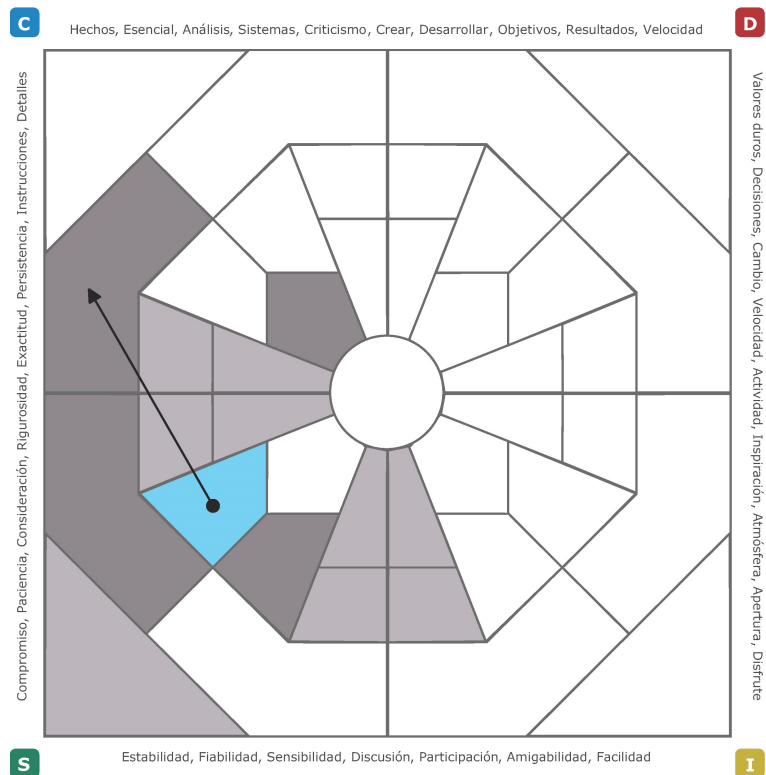 C
Hechos, Esencial, Análisis, Sistemas, Criticismo, Crear, Desarrollar, Objetivos, Resultados, Velocidad
D
Compromiso, Paciencia, Consideración, Rigurosidad, Exactitud, Persistencia, Instrucciones, Detalles
Valores duros, Decisiones, Cambio, Velocidad, Actividad, Inspiración, Atmósfera, Apertura, Disfrute
S
Estabilidad, Fiabilidad, Sensibilidad, Discusión, Participación, Amigabilidad, Facilidad
I